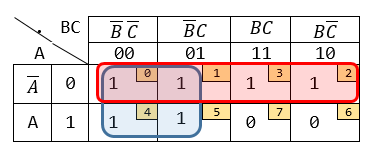 BC B̅ C̅ B̅C BC BC̅
A 00 01 11 10
A̅ 0 1 0 1 1 1 3 1 2
A 1 1 4 1 5 0 7 0 6